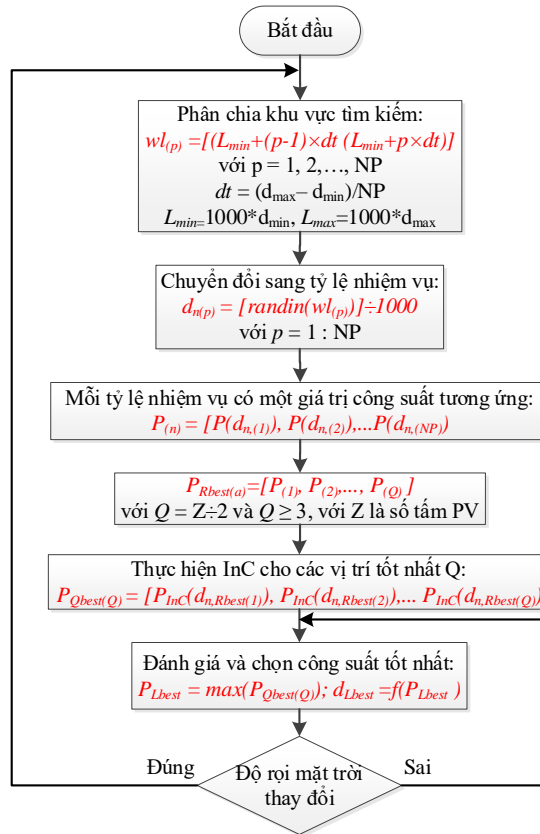 Bắt đầu
Phân chia khu vực tìm kiếm:
wl(p) =[(Lmin+(p-1)×dt (Lmin+p×dt)]
với p = 1, 2,…, NP
dt = (dmax– dmin)/NP
Lmin=1000*dmin, Lmax=1000*dmax
Chuyển đổi sang tỷ lệ nhiệm vụ:
dn(p) = [randin(wl(p))]÷1000
với p = 1 : NP
Mỗi tỷ lệ nhiệm vụ có một giá trị công suất tương ứng:
P(n) = [P(dn,(1)), P(dn,(2)),...P(dn,(NP))
PRbest(a)=[P(1), P(2),..., P(Q) ]
với Q = Z÷2 và Q ≥ 3, với Z là số tấm PV
Thực hiện InC cho các vị trí tốt nhất Q:
PQbest(Q) = [PInC(dn,Rbest(1)), PInC(dn,Rbest(2)),... PInC(dn,Rbest(Q))
Đánh giá và chọn công suất tốt nhất:
PLbest = max(PQbest(Q)); dLbest =f(PLbest )
Đúng
Sai
Độ rọi mặt trời
thay đổi